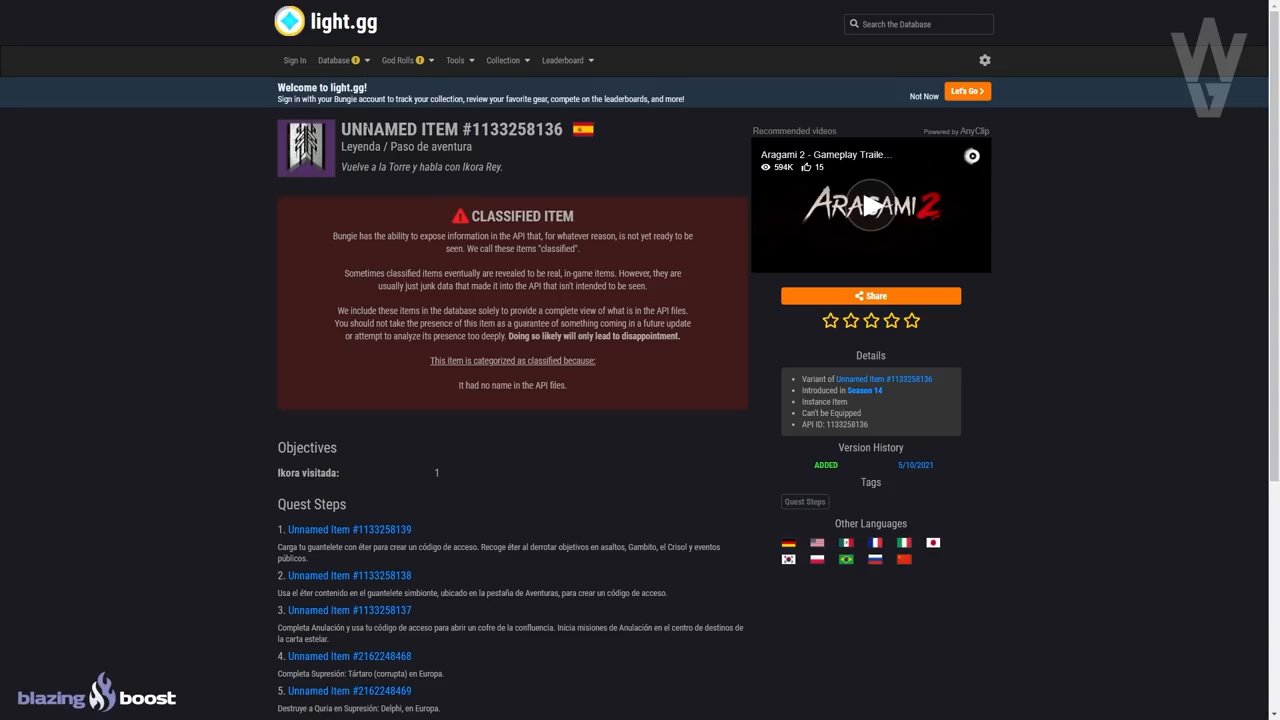 light.gg
Search the Database
Sign In
Database
God Rolls
Tools
Collection
Leaderboard
Welcome to light.gg!
Sign in with your Bungie account to track your collection, review your favorite gear, compete on the leaderboards, and more!
Not Now
Let's Go
WG
UNNAMED ITEM #1133258136
Leyenda / Paso de aventura
Vuelve a la Torre y habla con Ikora Rey.
CLASSIFIED ITEM
Bungie has the ability to expose information in the API that, for whatever reason, is not yet ready to be
seen. We call these items "classified".
Sometimes classified items eventually are revealed to be real, in-game items. However, they are
usually just junk data that made it into the API that isn't intended to be seen.
We include these items in the database solely to provide a complete view of what is in the API files.
You should not take the presence of this item as a guarantee of something coming in a future update
or attempt to analyze its presence too deeply. Doing so likely will only lead to disappointment.
This item is categorized as classified because:
It had no name in the API files.
Objectives
Ikora visitada: 1
Quest Steps
1. Unnamed Item #1133258139
Carga tu guantelete con éter para crear un código de acceso. Recoge éter al derrotar objetivos en asaltos, Gambito, el Crisol y eventos
públicos.
2. Unnamed Item #1133258138
Usa el éter contenido en el guantelete simbionte, ubicado en la pestaña de Aventuras, para crear un código de acceso.
3. Unnamed Item #1133258137
Completa Anulación y usa tu código de acceso para abrir un cofre de la confluencia. Inicia misiones de Anulación en el centro de destinos de
la carta estelar.
4. Unnamed Item #2162248468
Completa Supresión: Tártaro (corrupta) en Europa.
5. Unnamed Item #2162248469
Destruye a Quria en Supresión: Delphi, en Europa.
Recommended videos
Powered by AnyClip
Aragami 2 - Gameplay Traile...
594K 15
ARAGAMI 2
Share
Details
Variant of Unnamed Item #1133258136
Introduced in Season 14
Instance Item
Can't be Equipped
API ID: 1133258136
Version History
ADDED 5/10/2021
Tags
Quest Steps
Other Languages
blazing boost